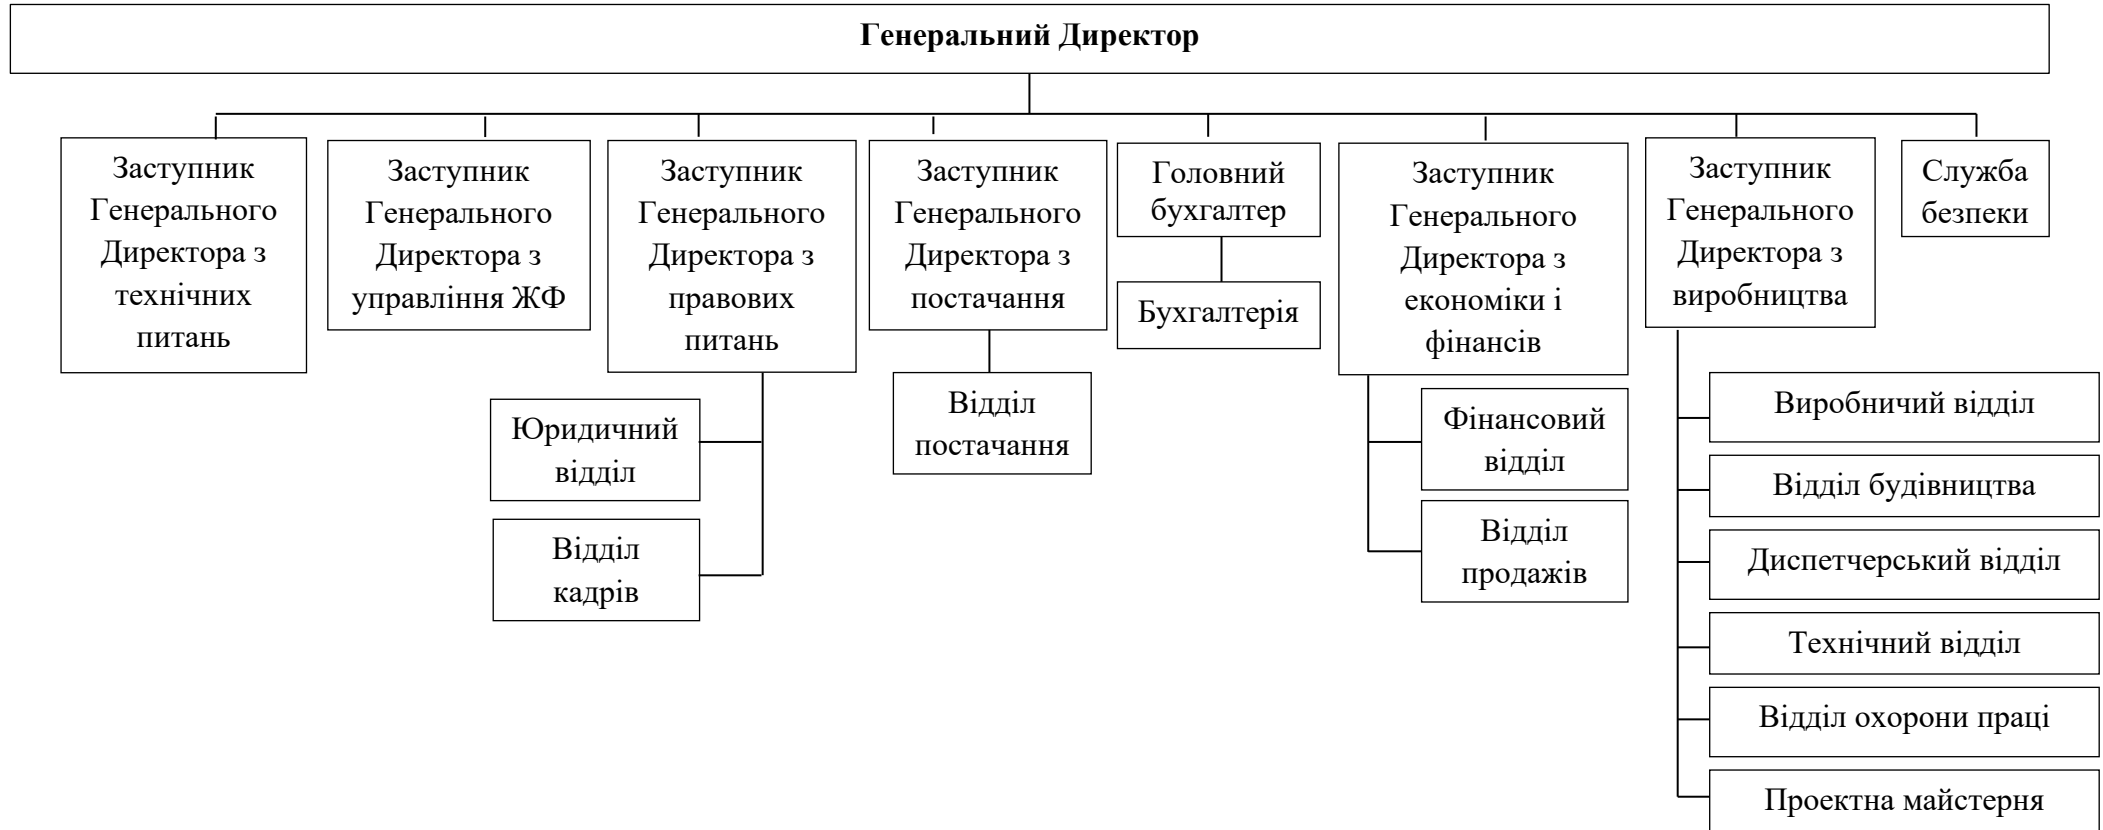 Генеральний Директор
Заступник
Генерального
Директора з
технічних
питань
Заступник
Генерального
Директора з
управління ЖФ
Заступник
Генерального
Директора з
правових
питань
Заступник
Генерального
Директора з
постачання
Головний
бухгалтер
Заступник
Генерального
Директора з
економіки і
фінансів
Заступник
Генерального
Директора з
виробництва
Служба
безпеки
Юридичний
відділ
Відділ
кадрів
Відділ
постачання
Бухгалтерія
Фінансовий
відділ
Відділ
продажів
Виробничий відділ
Відділ будівництва
Диспетчерський відділ
Технічний відділ
Відділ охорони праці
Проектна майстерня